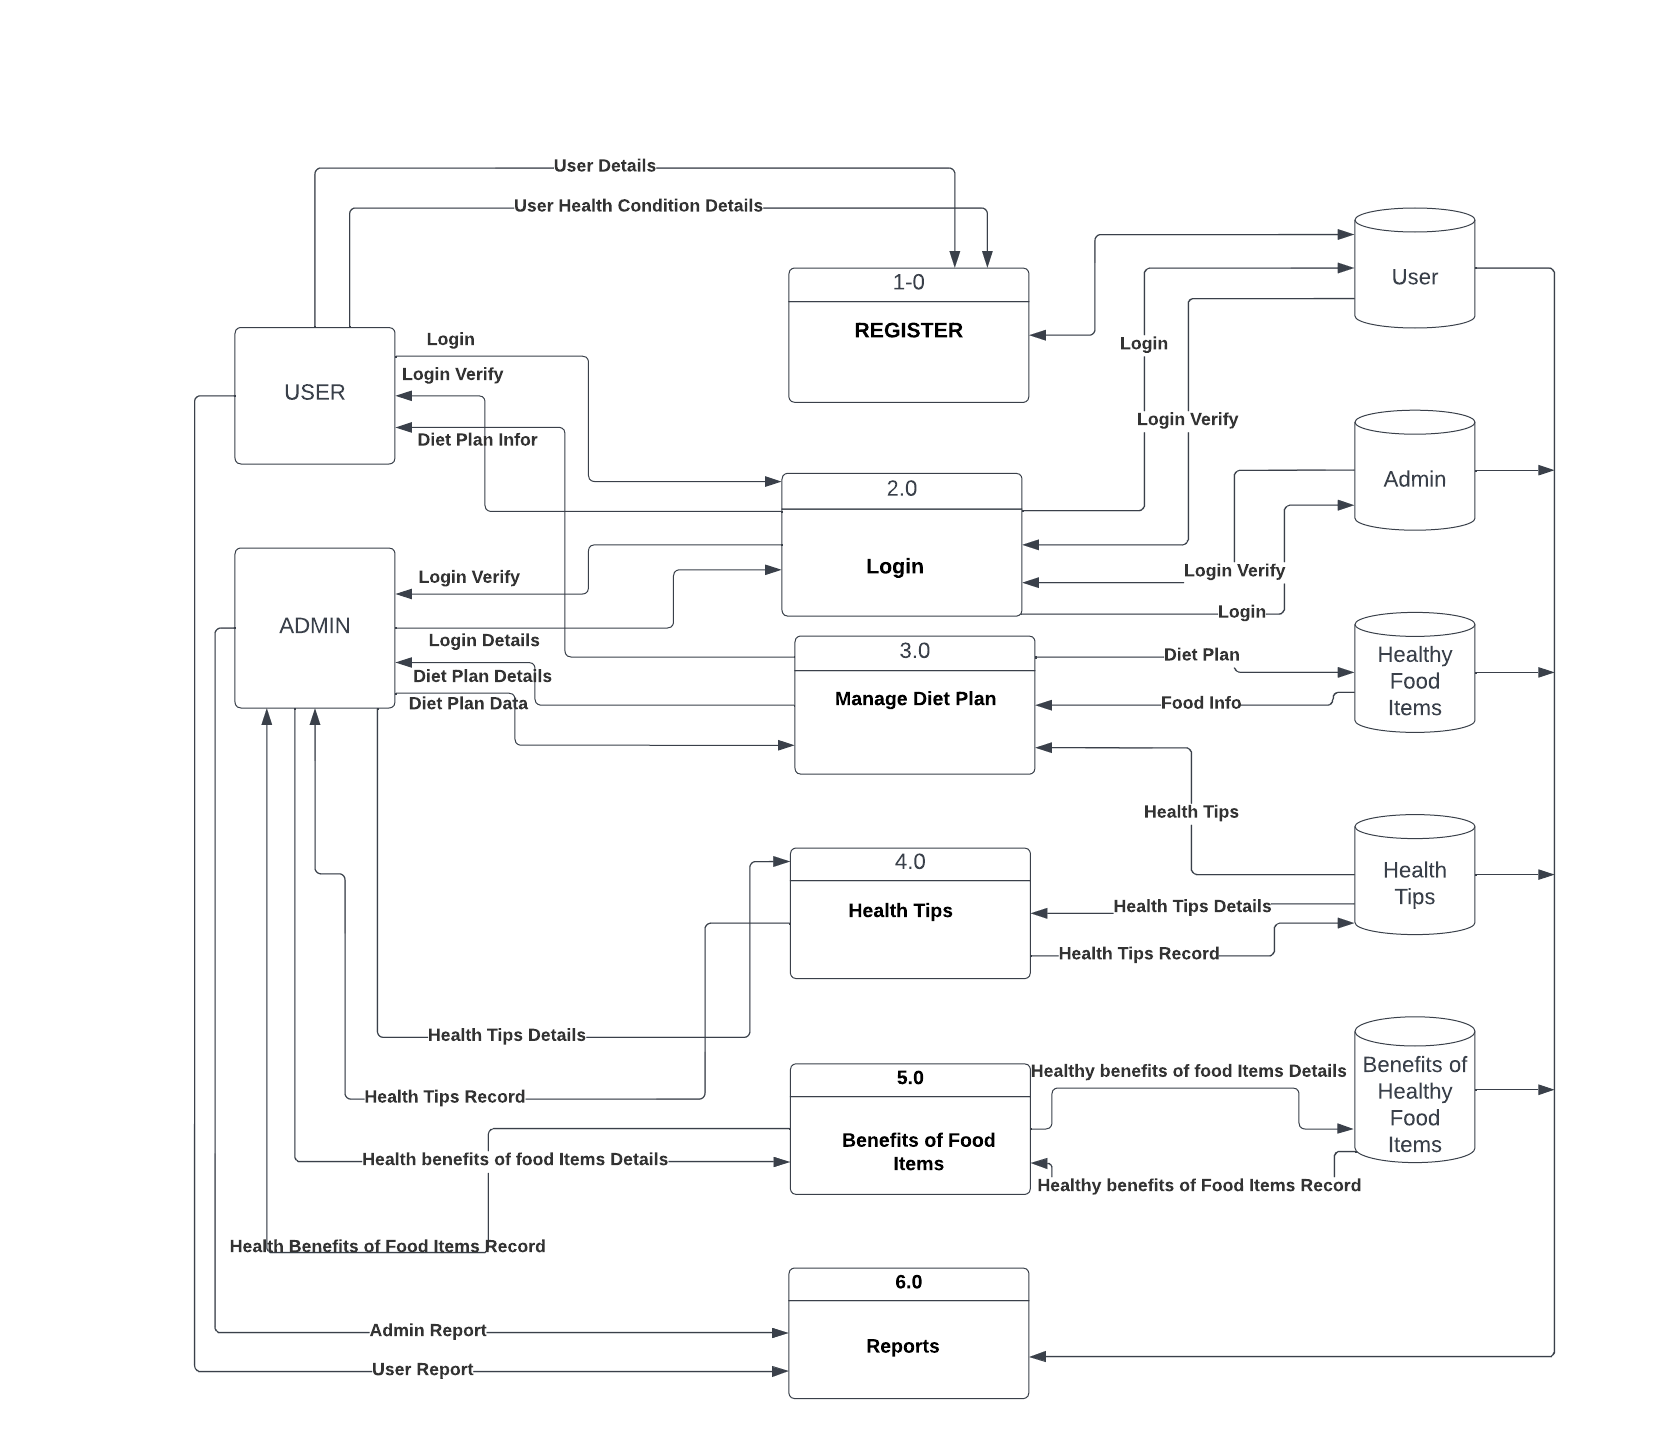 User Details
User Health Condition Details
1-0
REGISTER
User
Login
Login Verify
USER
Diet Plan Infor
Login
Login Verify
Admin
2.0
Login
Login Verify
Login
ADMIN
Login Verify
Login Details
Diet Plan Details
Diet Plan Data
3.0
Manage Diet Plan
Diet Plan
Food Info
Healthy
Food
Items
Health Tips
4.0
Health Tips
Health Tips Details
Health Tips Record
Health
Tips
Health Tips Details
Health Tips Record
5.0
Benefits of Food
Items
Healthy benefits of food Items Details
Healthy benefits of Food Items Record
Benefits of
Healthy
Food
Items
Health benefits of food Items Details
Health Benefits of Food Items Record
6.0
Reports
Admin Report
User Report